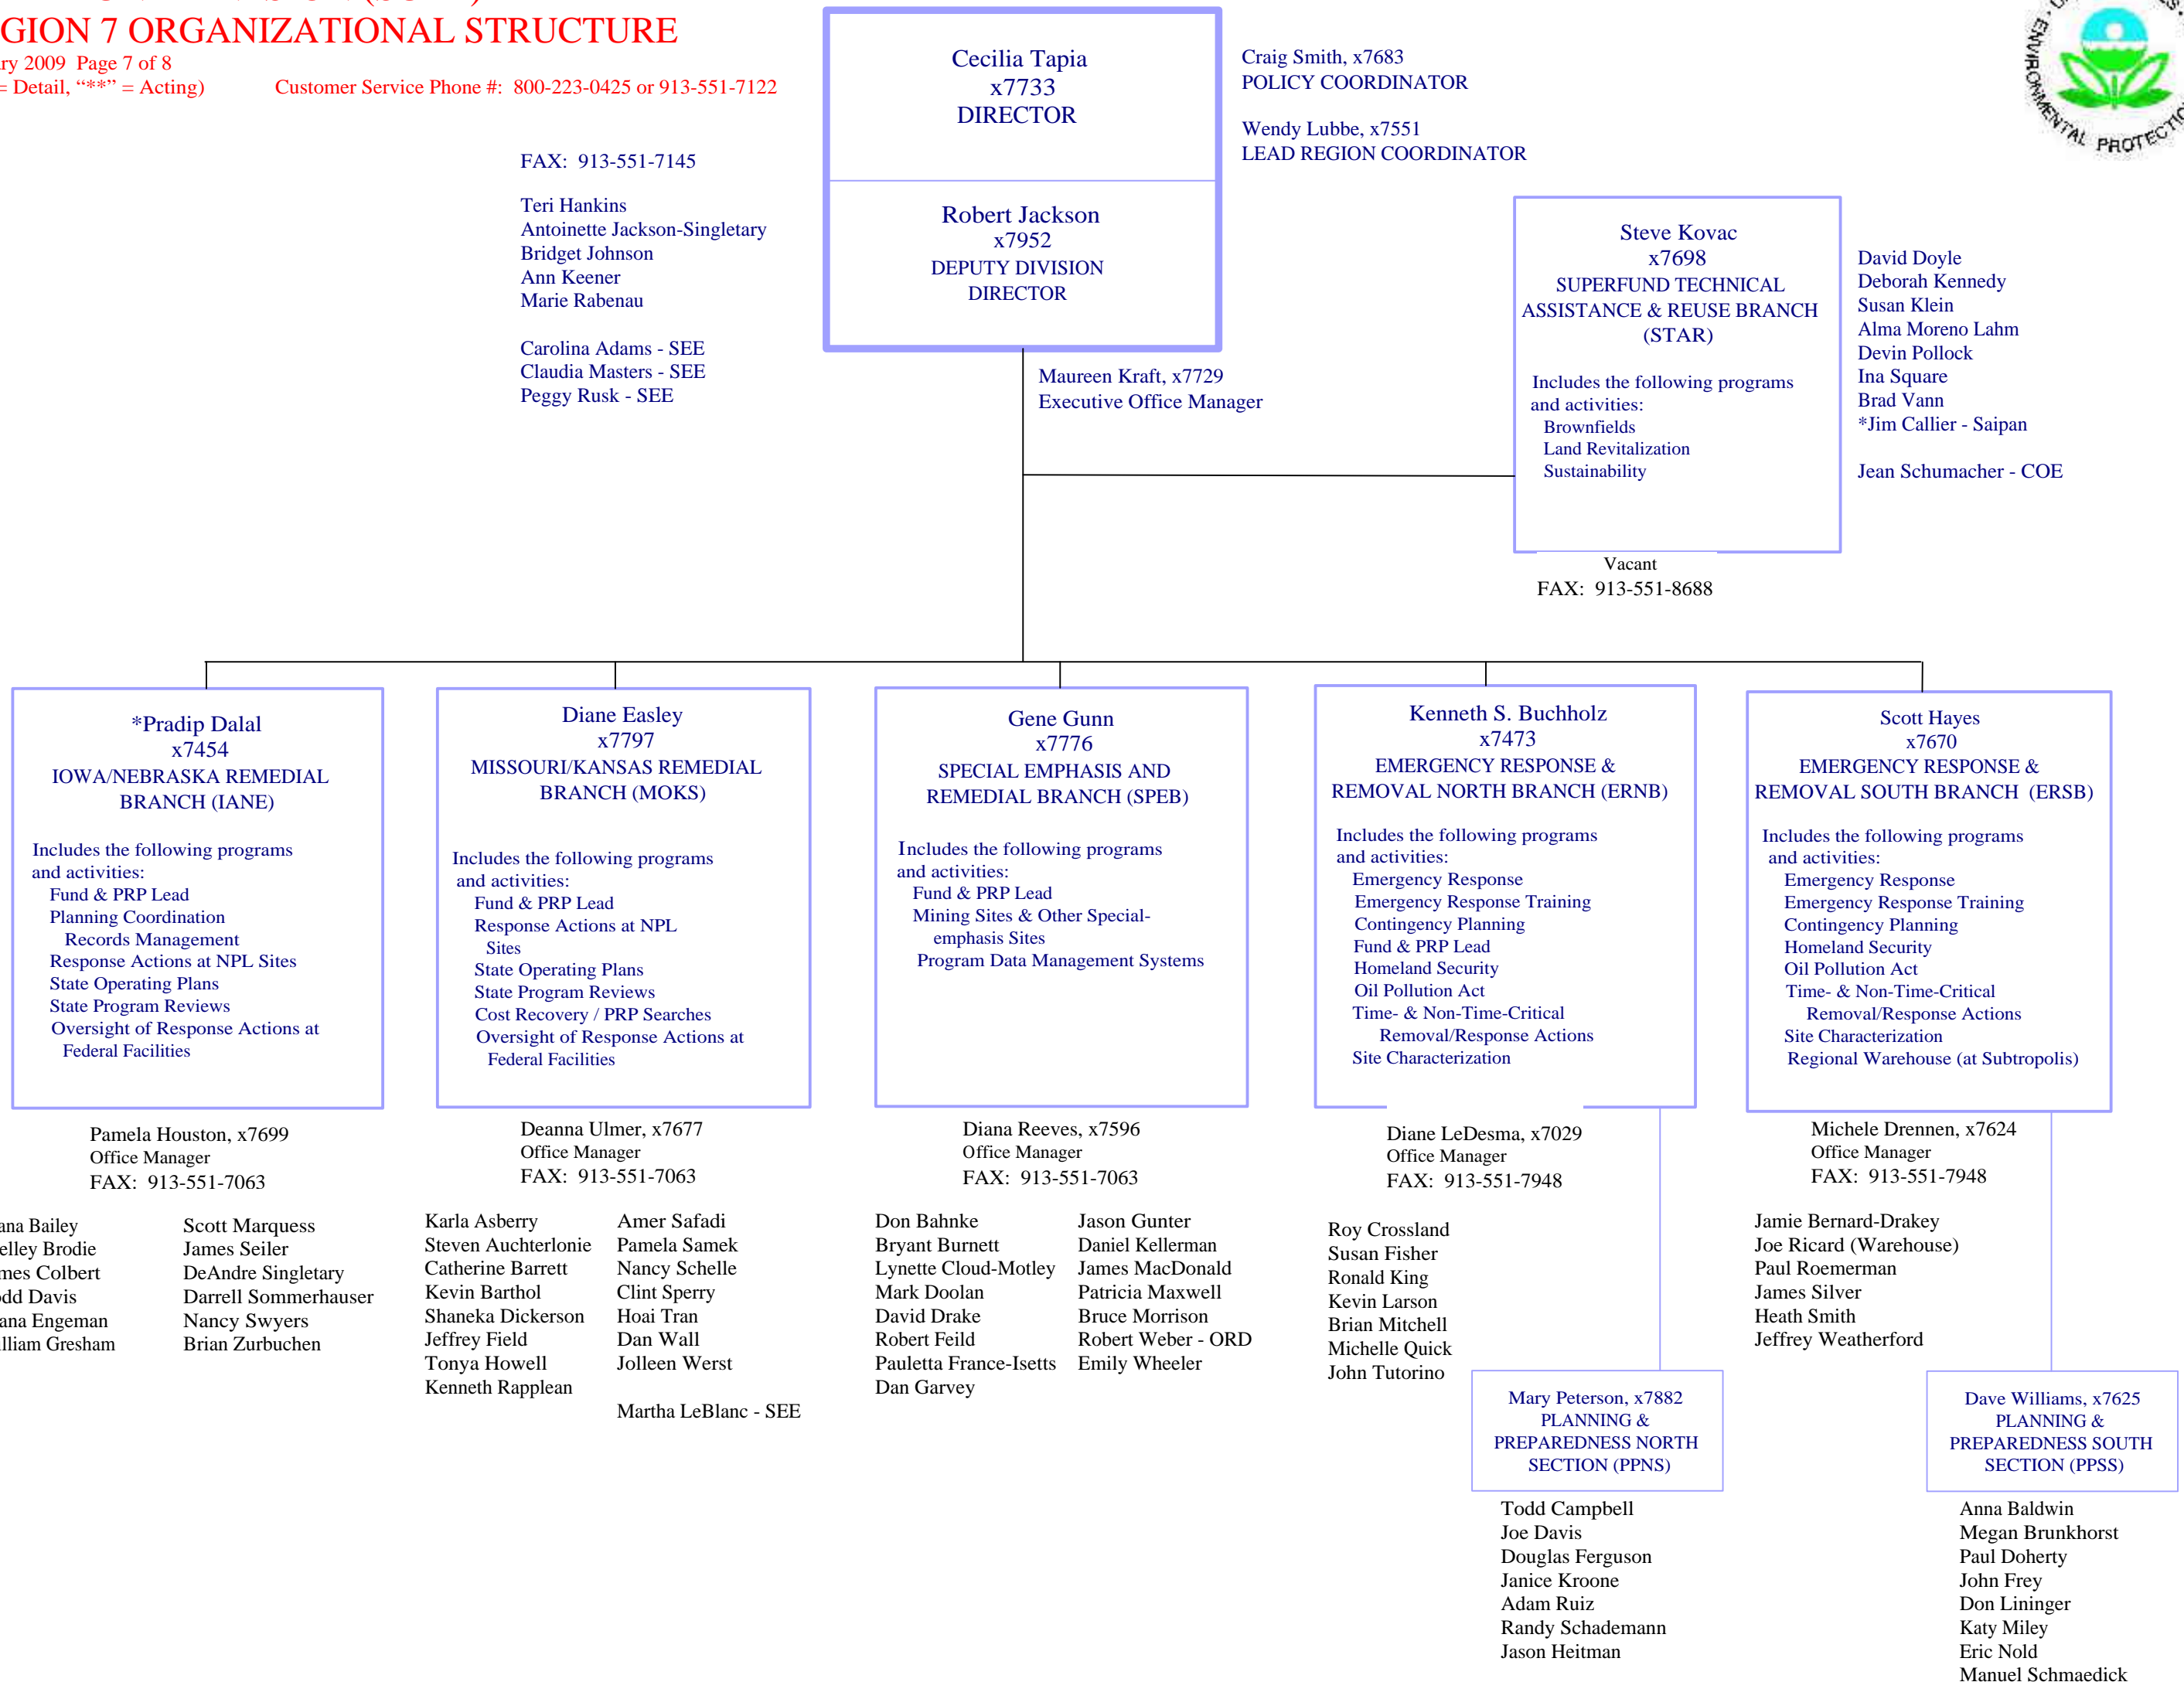 GION 7 ORGANIZATIONAL STRUCTURE
ry 2009 Page 7 of 8
= Detail, “**” = Acting)
Customer Service Phone #: 800-223-0425 or 913-551-7122
Cecilia Tapia
x7733
DIRECTOR
Robert Jackson
x7952
DEPUTY DIVISION
DIRECTOR
Craig Smith, x7683
POLICY COORDINATOR
Wendy Lubbe, x7551
LEAD REGION COORDINATOR
ENVIRONMENTAL PROTECTIO
FAX: 913-551-7145
Teri Hankins
Antoinette Jackson-Singletary
Bridget Johnson
Ann Keener
Marie Rabenau
Carolina Adams - SEE
Claudia Masters - SEE
Peggy Rusk - SEE
Maureen Kraft, x7729
Executive Office Manager
Steve Kovac
x7698
SUPERFUND TECHNICAL
ASSISTANCE & REUSE BRANCH
(STAR)
Includes the following programs
and activities:
Brownfields
Land Revitalization
Sustainability
Vacant
FAX: 913-551-8688
David Doyle
Deborah Kennedy
Susan Klein
Alma Moreno Lahm
Devin Pollock
Ina Square
Brad Vann
*Jim Callier - Saipan
Jean Schumacher - COE
*Pradip Dalal
x7454
IOWA/NEBRASKA REMEDIAL
BRANCH (IANE)
Includes the following programs
and activities:
Fund & PRP Lead
Planning Coordination
Records Management
Response Actions at NPL Sites
State Operating Plans
State Program Reviews
Oversight of Response Actions at
Federal Facilities
Pamela Houston, x7699
Office Manager
FAX: 913-551-7063
ana Bailey
elley Brodie
mes Colbert
odd Davis
ana Engeman
lliam Gresham
Scott Marquess
James Seiler
DeAndre Singletary
Darrell Sommerhauser
Nancy Swyers
Brian Zurbuchen
Diane Easley
x7797
MISSOURI/KANSAS REMEDIAL
BRANCH (MOKS)
Includes the following programs
and activities:
Fund & PRP Lead
Response Actions at NPL
Sites
State Operating Plans
State Program Reviews
Cost Recovery / PRP Searches
Oversight of Response Actions at
Federal Facilities
Deanna Ulmer, x7677
Office Manager
FAX: 913-551-7063
Karla Asberry
Steven Auchterlonie
Catherine Barrett
Kevin Barthol
Shaneka Dickerson
Jeffrey Field
Tonya Howell
Kenneth Rapplean
Amer Safadi
Pamela Samek
Nancy Schelle
Clint Sperry
Hoai Tran
Dan Wall
Jolleen Werst
Martha LeBlanc - SEE
Gene Gunn
x7776
SPECIAL EMPHASIS AND
REMEDIAL BRANCH (SPEB)
Includes the following programs
and activities:
Fund & PRP Lead
Mining Sites & Other Special-
emphasis Sites
Program Data Management Systems
Diana Reeves, x7596
Office Manager
FAX: 913-551-7063
Don Bahnke
Bryant Burnett
Lynette Cloud-Motley
Mark Doolan
David Drake
Robert Feild
Pauletta France-Isetts
Dan Garvey
Jason Gunter
Daniel Kellerman
James MacDonald
Patricia Maxwell
Bruce Morrison
Robert Weber - ORD
Emily Wheeler
Kenneth S. Buchholz
x7473
EMERGENCY RESPONSE &
REMOVAL NORTH BRANCH (ERNB)
Includes the following programs
and activities:
Emergency Response
Emergency Response Training
Contingency Planning
Fund & PRP Lead
Homeland Security
Oil Pollution Act
Time- & Non-Time-Critical
Removal/Response Actions
Site Characterization
Diane LeDesma, x7029
Office Manager
FAX: 913-551-7948
Roy Crossland
Susan Fisher
Ronald King
Kevin Larson
Brian Mitchell
Michelle Quick
John Tutorino
Mary Peterson, x7882
PLANNING &
PREPAREDNESS NORTH
SECTION (PPNS)
Todd Campbell
Joe Davis
Douglas Ferguson
Janice Kroone
Adam Ruiz
Randy Schademann
Jason Heitman
Scott Hayes
x7670
EMERGENCY RESPONSE &
REMOVAL SOUTH BRANCH (ERSB)
Includes the following programs
and activities:
Emergency Response
Emergency Response Training
Contingency Planning
Homeland Security
Oil Pollution Act
Time- & Non-Time-Critical
Removal/Response Actions
Site Characterization
Regional Warehouse (at Subtropolis)
Michele Drennen, x7624
Office Manager
FAX: 913-551-7948
Jamie Bernard-Drakey
Joe Ricard (Warehouse)
Paul Roemerman
James Silver
Heath Smith
Jeffrey Weatherford
Dave Williams, x7625
PLANNING &
PREPAREDNESS SOUTH
SECTION (PPSS)
Anna Baldwin
Megan Brunkhorst
Paul Doherty
John Frey
Don Lininger
Katy Miley
Eric Nold
Manuel Schmaedick